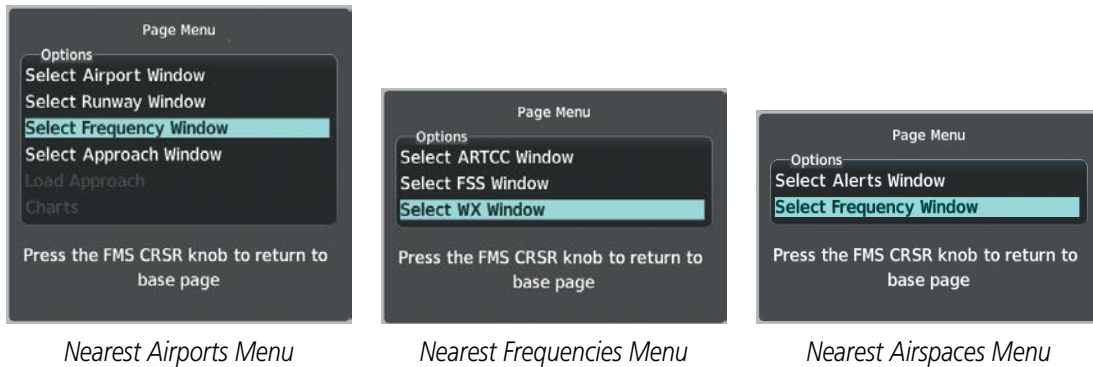 Page Menu
Options
Select Airport Window
Select Runway Window
Select Frequency Window
Select Approach Window
Load Approach
Charts
Press the FMS CRSR knob to return to
base page
Nearest Airports Menu
Page Menu
Options
Select ARTCC Window
Select FSS Window
Select WX Window
Press the FMS CRSR knob to return to
base page
Nearest Frequencies Menu
Page Menu
Options
Select Alerts Window
Select Frequency Window
Press the FMS CRSR knob to return to
base page
Nearest Airspaces Menu